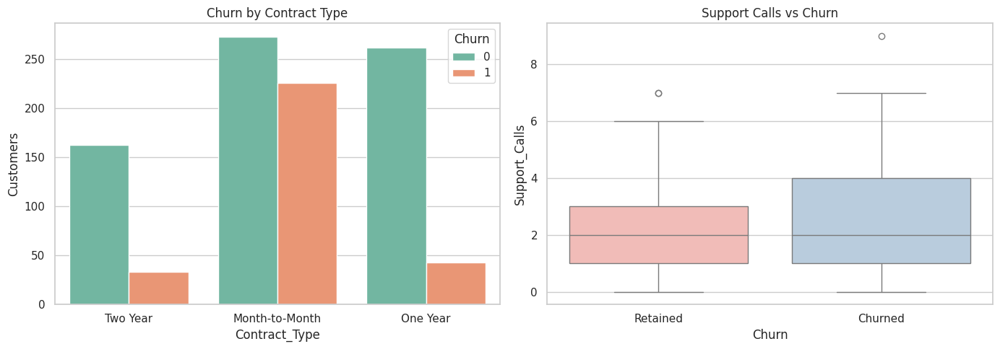 Churn by Contract Type
Customers
250
200
150
100
50
0
Churn
0
1
Two Year
Month-to-Month
One Year
Contract_Type
Support Calls vs Churn
Support_Calls
8
6
4
2
0
Retained
Churned
Churn